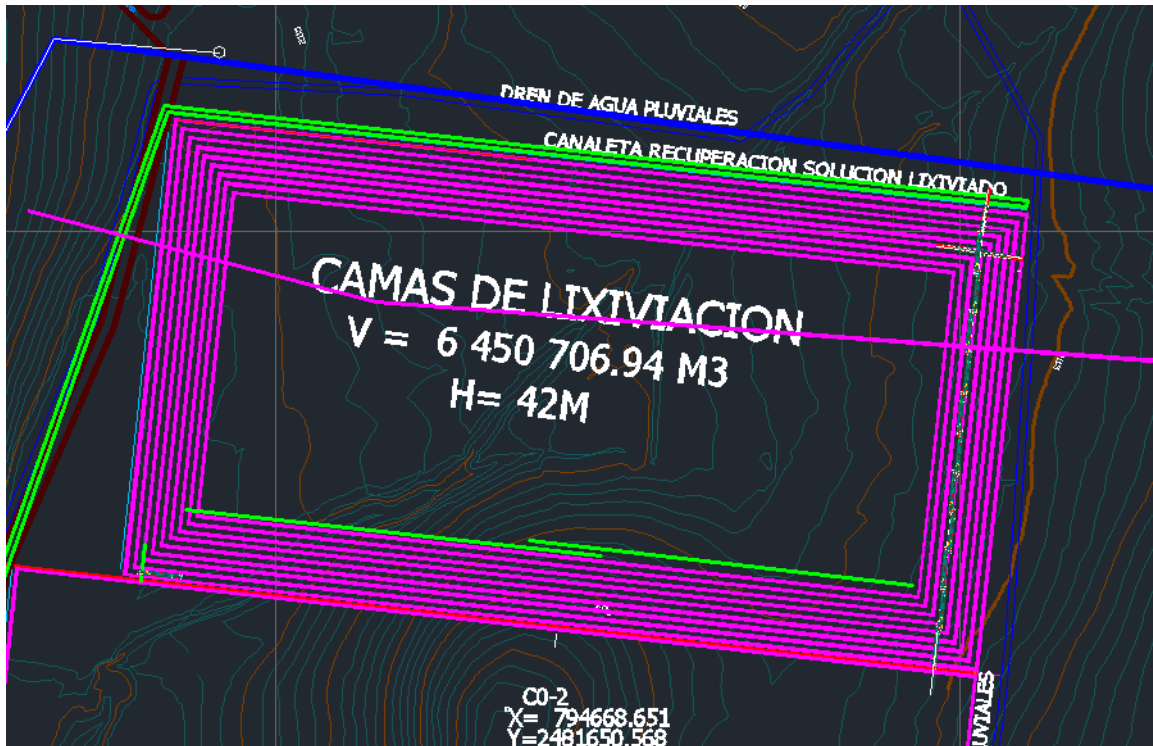 DREN DE AGUA PLUVIALES
CANALETA RECUPERACION SOLUCION LIXIVIADO
CAMAS DE LIXIVIACION
V = 6 450 706.94 M3
H= 42M
C0-2
X= 794668.651
Y=2481650.568
UVIALES